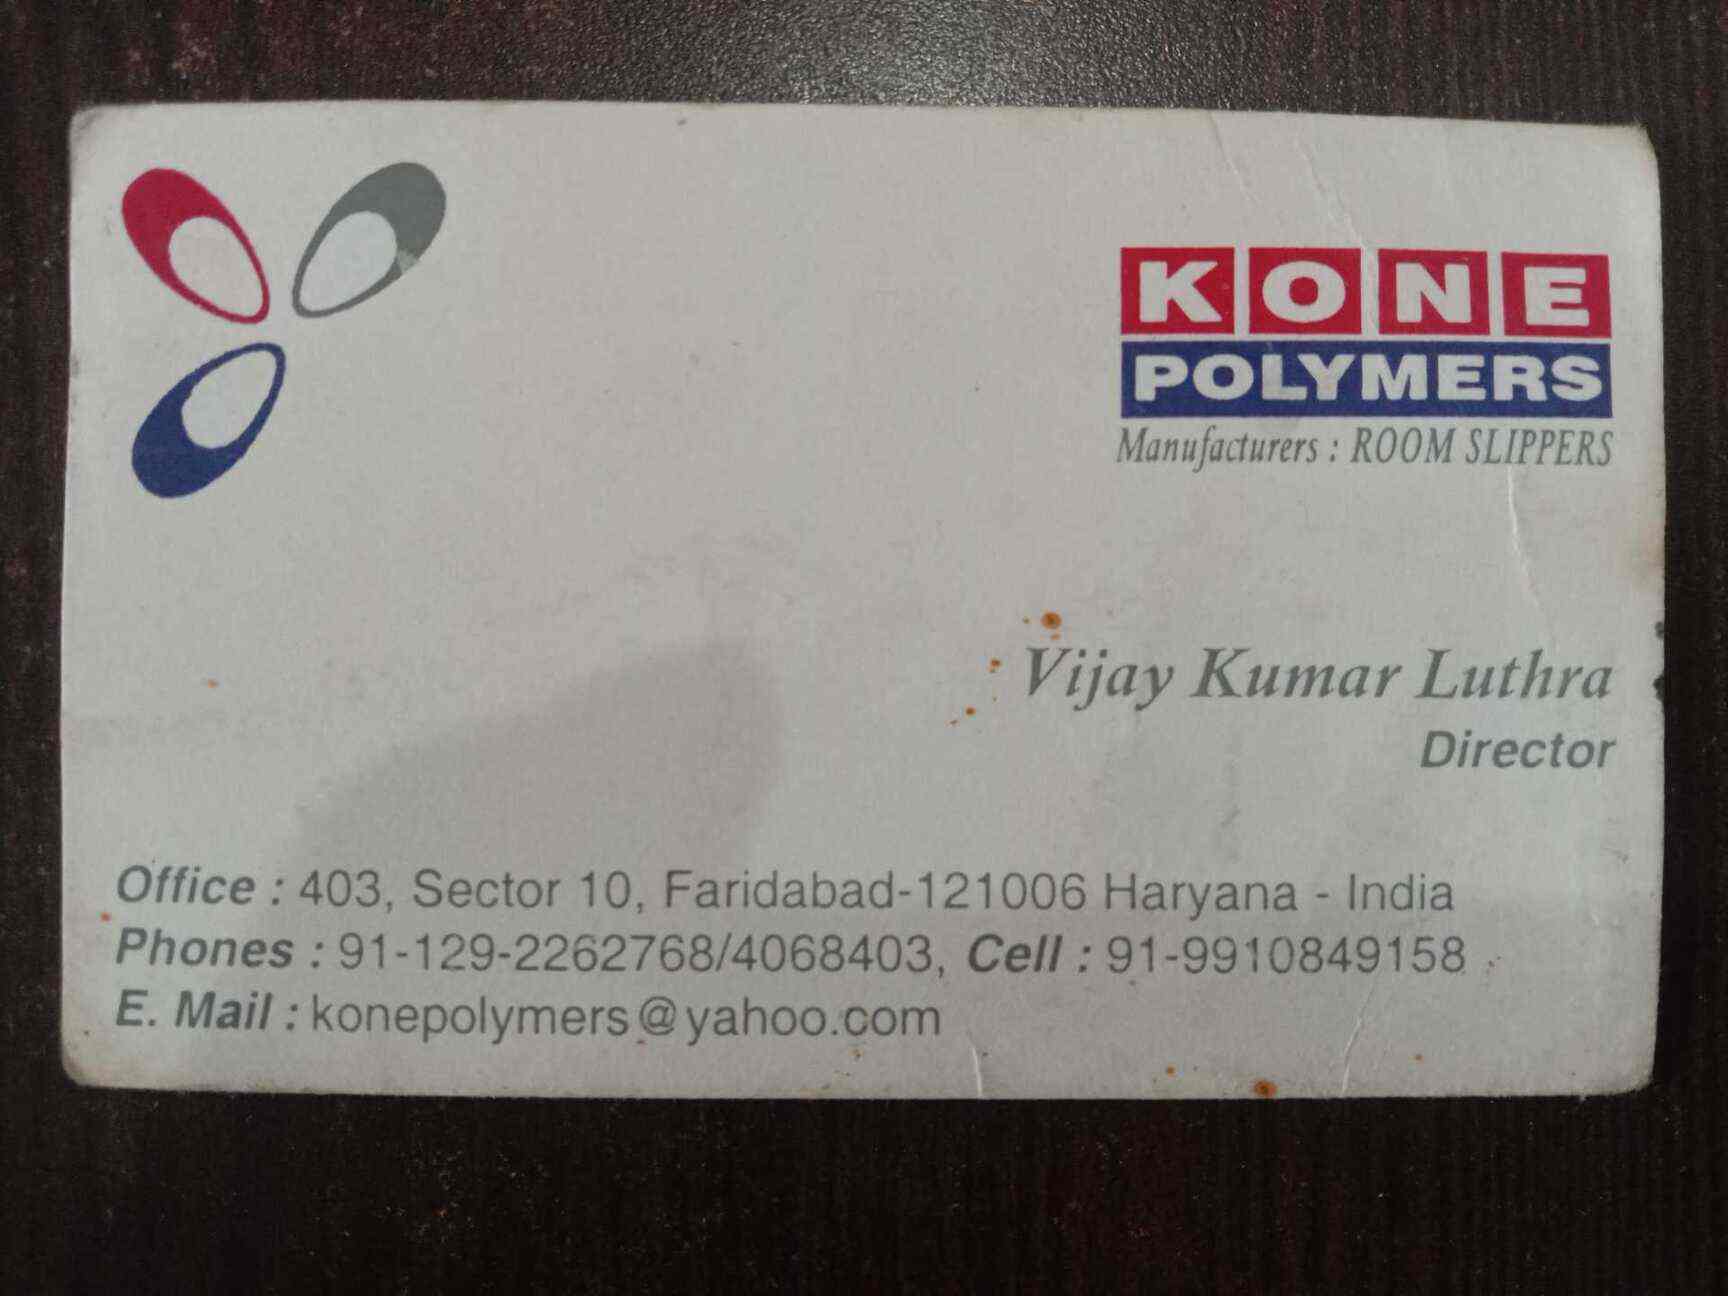 KONE
POLYMERS
Manufacturers : ROOM SLIPPERS
Vijay Kumar Luthra
Director
Office : 403, Sector 10, Faridabad-121006 Haryana - India
Phones : 91-129-2262768/4068403, Cell : 91-9910849158
E. Mail : konepolymers@yahoo.com